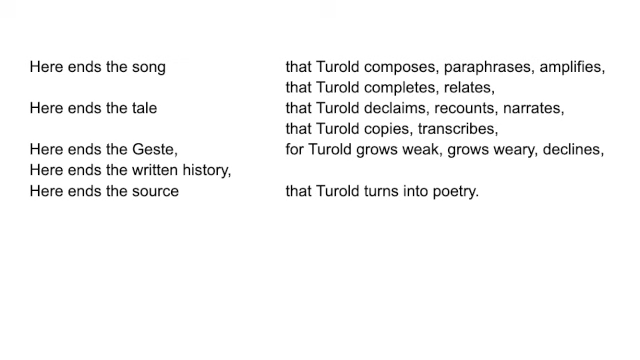 Here ends the song that Turold composes, paraphrases, amplifies,
that Turold completes, relates,
Here ends the tale that Turold declaims, recounts, narrates,
that Turold copies, transcribes,
Here ends the Geste, for Turold grows weak, grows weary, declines,
Here ends the written history,
Here ends the source that Turold turns into poetry.